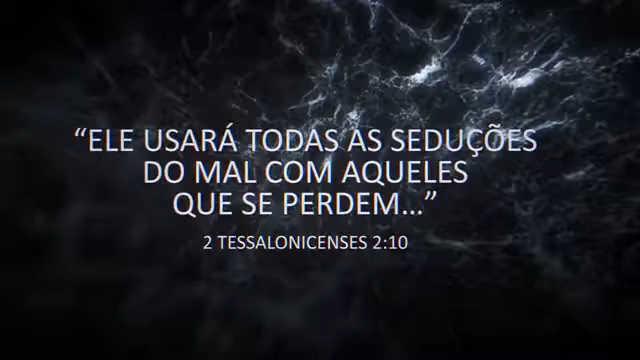 “ELE USARÁ TODAS AS SEDUÇÕES
DO MAL COM AQUELES
QUE SE PERDEM...”
2 TESSALONICENSES 2:10